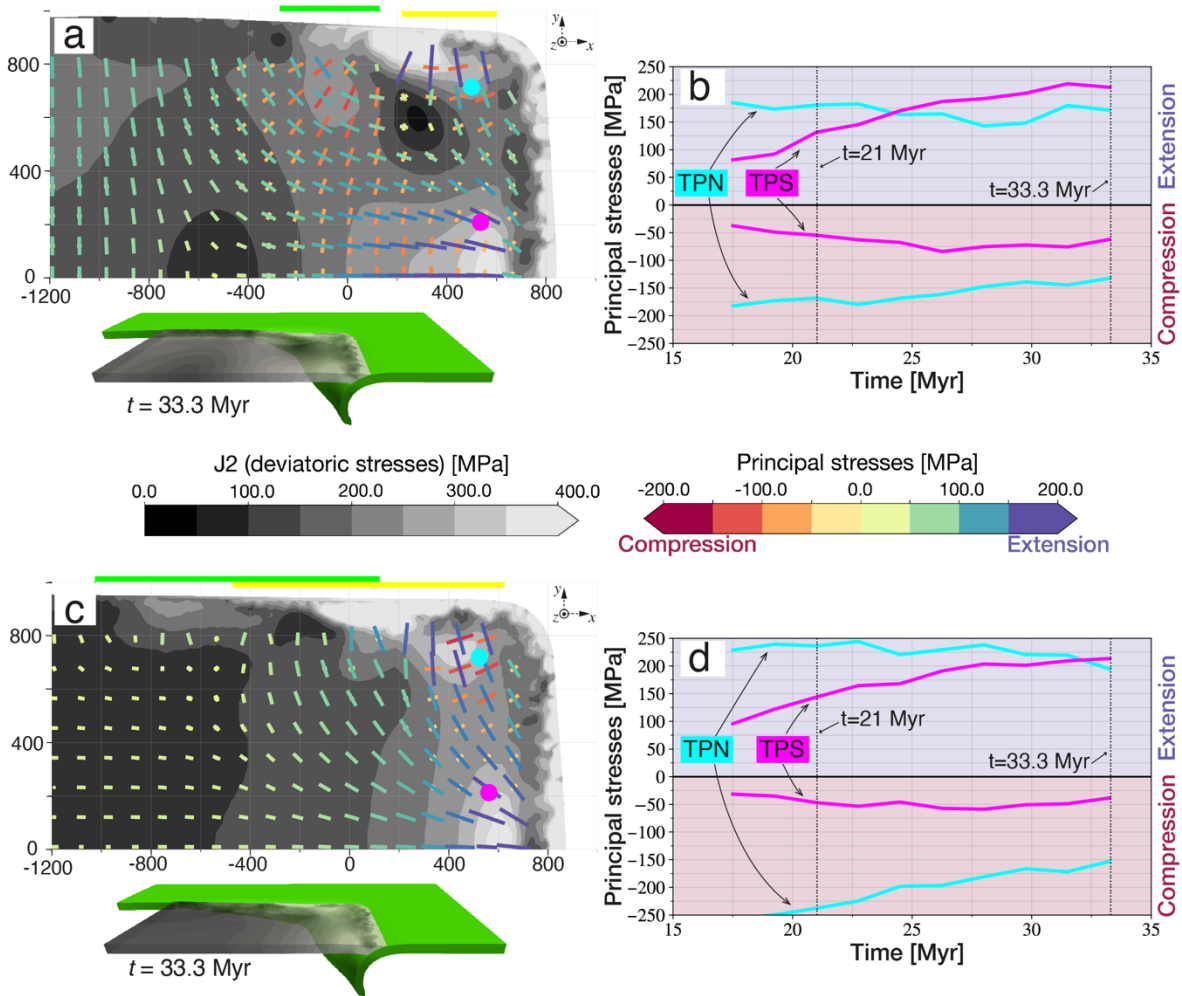 a
y
z
x
800
400
0
-1200
-800
-400
0
400
800
t = 33.3 Myr
b
Principal stresses [MPa]
250
200
150
100
50
0
−50
−100
−150
−200
−250
TPN
TPS
t=21 Myr
t=33.3 Myr
Extension
Compression
15
20
25
30
35
Time [Myr]
J2 (deviatoric stresses) [MPa]
0.0
100.0
200.0
300.0
400.0
Principal stresses [MPa]
-200.0
-100.0
0.0
100.0
200.0
Compression
Extension
c
y
z
x
800
400
0
-1200
-800
-400
0
400
800
t = 33.3 Myr
d
Principal stresses [MPa]
250
200
150
100
50
0
−50
−100
−150
−200
−250
TPN
TPS
t=21 Myr
t=33.3 Myr
Extension
Compression
15
20
25
30
35
Time [Myr]